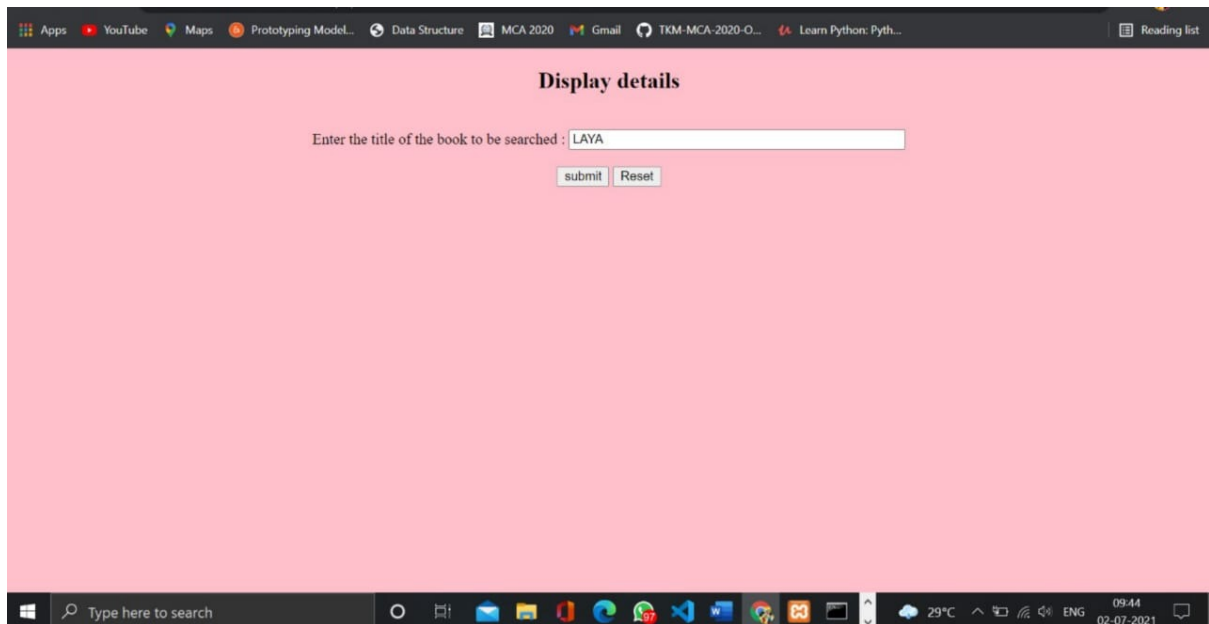 Apps YouTube Maps Prototyping Model... Data Structure MCA 2020 Gmail TKM-MCA-2020-O... Learn Python: Pyth... Reading list
Display details
Enter the title of the book to be searched : LAYA
submit Reset
Type here to search 97 29°C ENG 09:44
02-07-2021